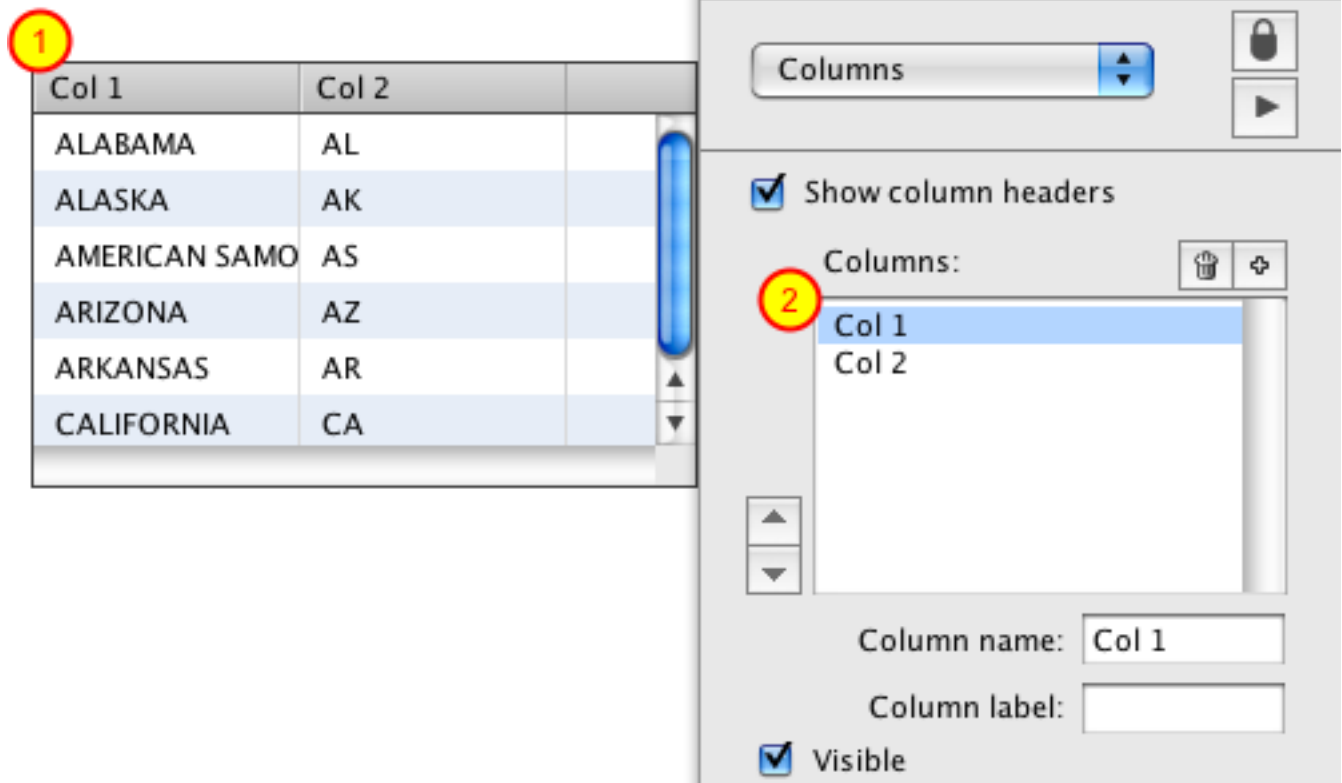 1
Col 1 Col 2
ALABAMA AL
ALASKA AK
AMERICAN SAMO AS
ARIZONA AZ
ARKANSAS AR
CALIFORNIA CA
Columns
Show column headers
Columns:
2
Col 1
Col 2
Column name: Col 1
Column label:
Visible